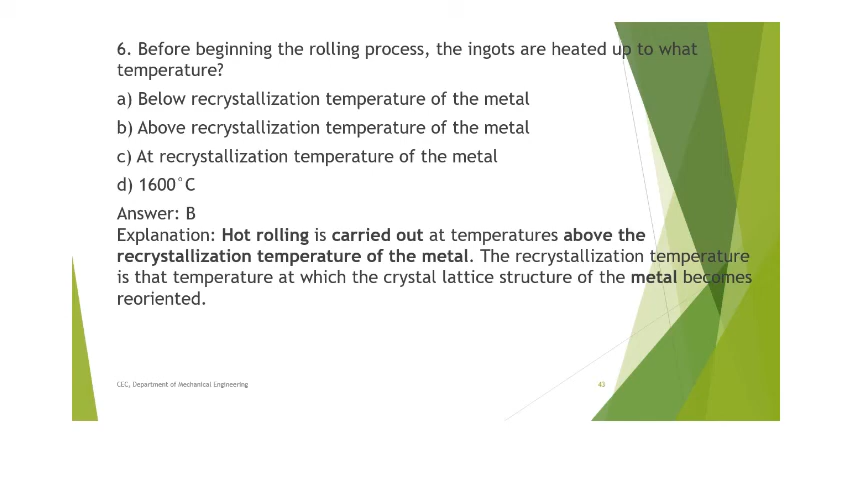 6. Before beginning the rolling process, the ingots are heated up to what
temperature?
a) Below recrystallization temperature of the metal
b) Above recrystallization temperature of the metal
c) At recrystallization temperature of the metal
d) 1600°C
Answer: B
Explanation: Hot rolling is carried out at temperatures above the
recrystallization temperature of the metal. The recrystallization temperature
is that temperature at which the crystal lattice structure of the metal becomes
reoriented.
CEC, Department of Mechanical Engineering
43